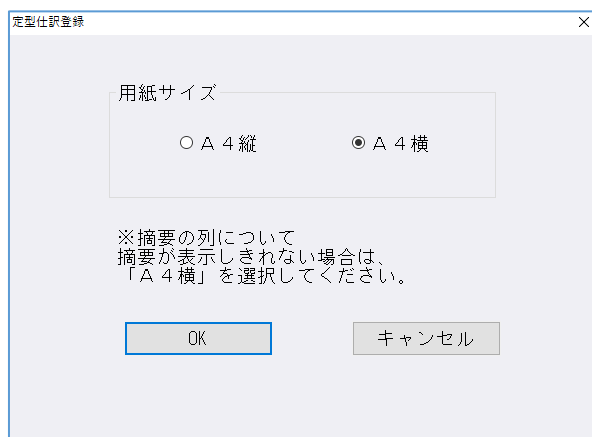 定型仕訳登録
用紙サイズ
Ａ４縦 Ａ４横
※摘要の列について
摘要が表示しきれない場合は、
「Ａ４横」を選択してください。
OK キャンセル